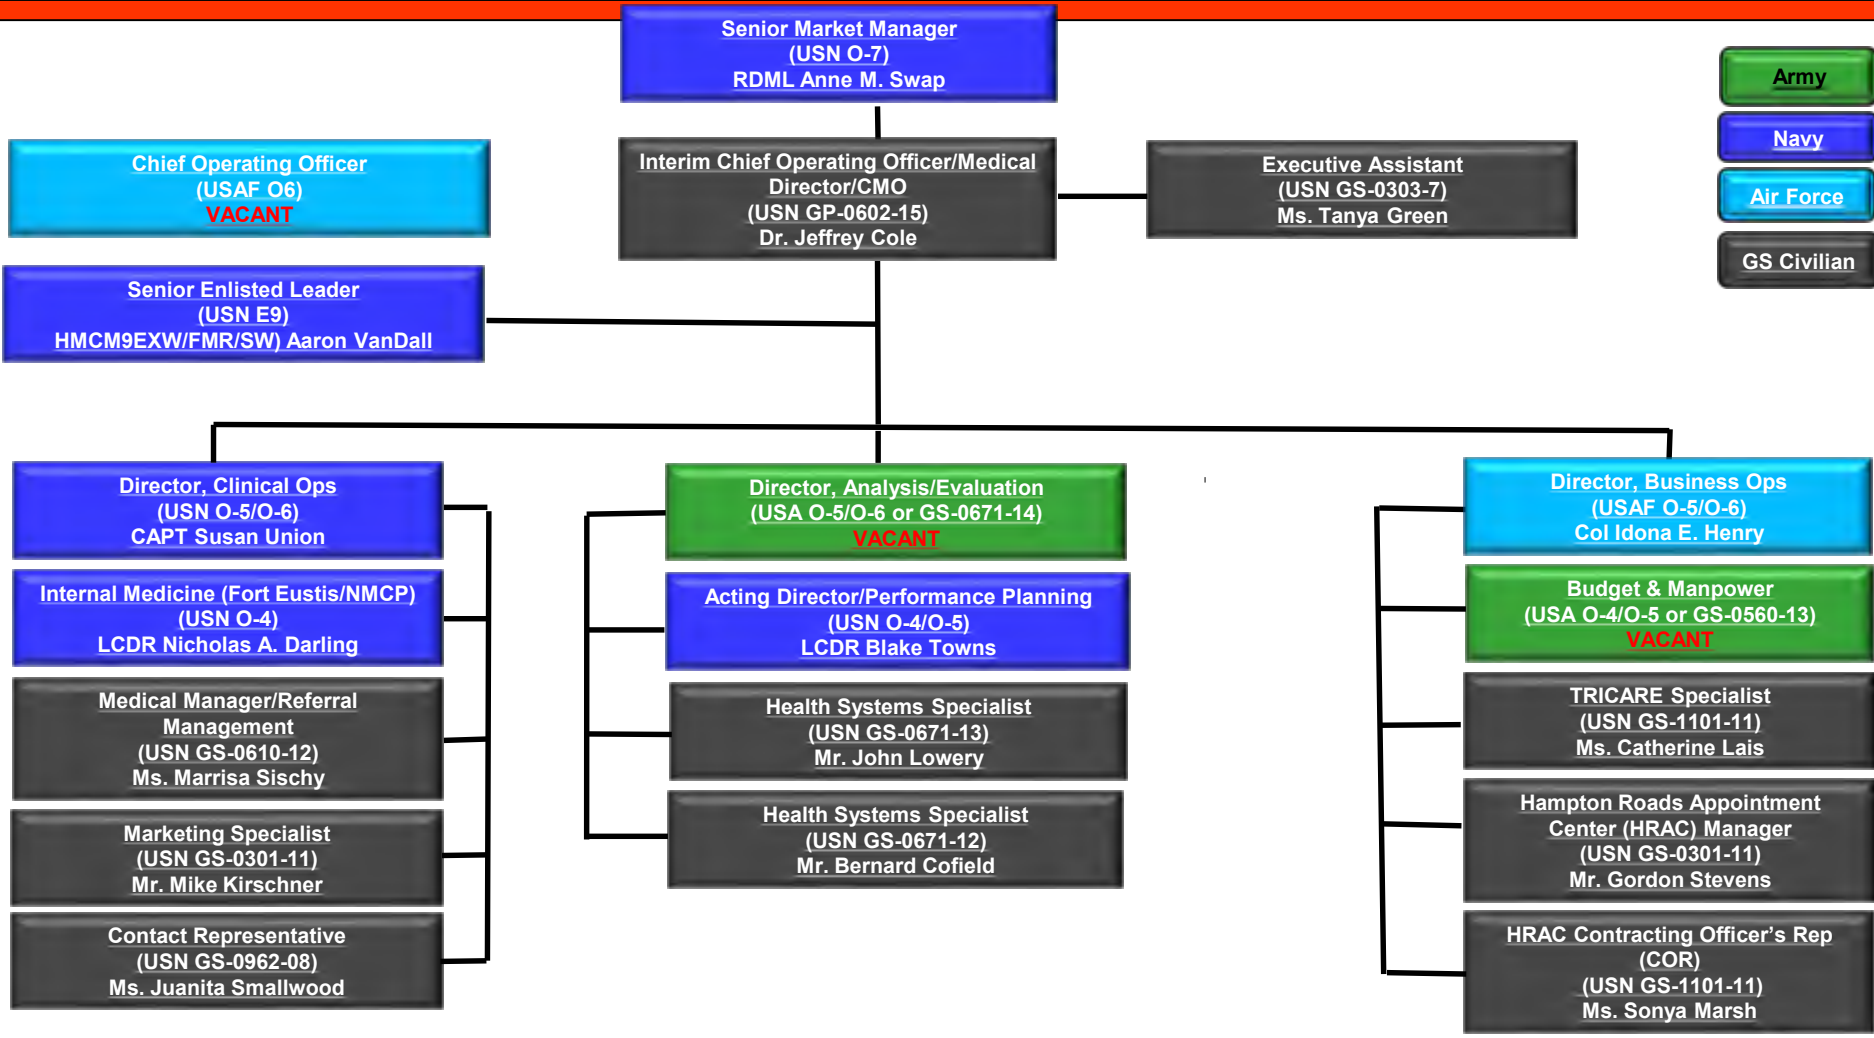 Senior Market Manager
(USN O-7)
RDML Anne M. Swap
Army
Navy
Air Force
GS Civilian
Chief Operating Officer
(USAF O6)
VACANT
Interim Chief Operating Officer/Medical
Director/CMO
(USN GP-0602-15)
Dr. Jeffrey Cole
Executive Assistant
(USN GS-0303-7)
Ms. Tanya Green
Senior Enlisted Leader
(USN E9)
HMCM9EXW/FMR/SW) Aaron VanDall
Director, Clinical Ops
(USN O-5/O-6)
CAPT Susan Union
Internal Medicine (Fort Eustis/NMCP)
(USN O-4)
LCDR Nicholas A. Darling
Medical Manager/Referral
Management
(USN GS-0610-12)
Ms. Marrisa Sischy
Marketing Specialist
(USN GS-0301-11)
Mr. Mike Kirschner
Contact Representative
(USN GS-0962-08)
Ms. Juanita Smallwood
Director, Analysis/Evaluation
(USA O-5/O-6 or GS-0671-14)
VACANT
Acting Director/Performance Planning
(USN O-4/O-5)
LCDR Blake Towns
Health Systems Specialist
(USN GS-0671-13)
Mr. John Lowery
Health Systems Specialist
(USN GS-0671-12)
Mr. Bernard Cofield
Director, Business Ops
(USAF O-5/O-6)
Col Idona E. Henry
Budget & Manpower
(USA O-4/O-5 or GS-0560-13)
VACANT
TRICARE Specialist
(USN GS-1101-11)
Ms. Catherine Lais
Hampton Roads Appointment
Center (HRAC) Manager
(USN GS-0301-11)
Mr. Gordon Stevens
HRAC Contracting Officer’s Rep
(COR)
(USN GS-1101-11)
Ms. Sonya Marsh